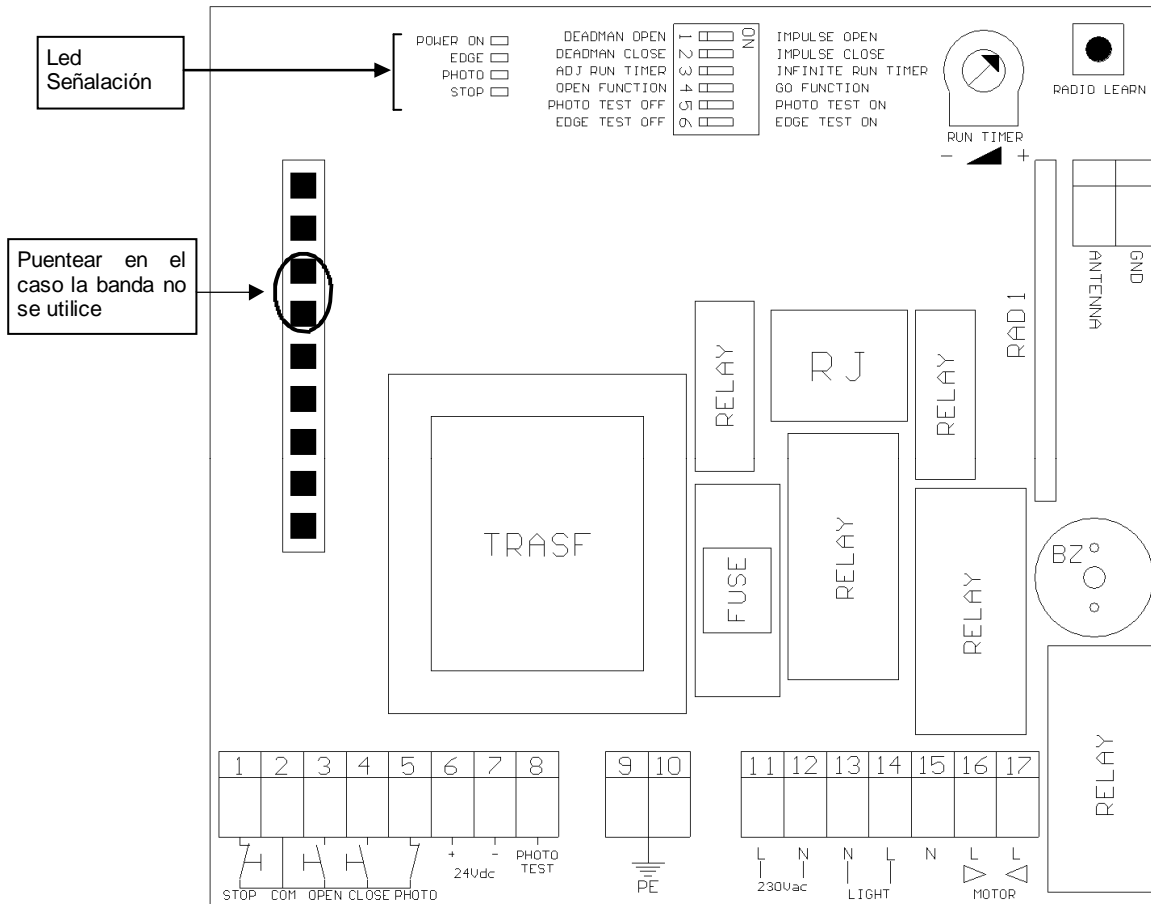 Led
Señalación
POWER ON
EDGE
PHOTO
STOP
DEADMAN OPEN 1 ON IMPULSE OPEN
DEADMAN CLOSE 2 IMPULSE CLOSE
ADJ RUN TIMER 3 INFINITE RUN TIMER
OPEN FUNCTION 4 GO FUNCTION
PHOTO TEST OFF 5 PHOTO TEST ON
EDGE TEST OFF 6 EDGE TEST ON
RUN TIMER
- +
RADIO LEARN
Puentear en el
caso la banda no
se utilice
ANTENNA
GND
RAD1
RELAY
RJ
RELAY
TRASF
FUSE
RELAY
RELAY
BZ
RELAY
1 2 3 4 5 6 7 8 9 10 11 12 13 14 15 16 17
+ - PHOTO
TEST
24Vdc
STOP COM OPEN CLOSE PHOTO
PE
L N N L N L L
230Vac
LIGHT
MOTOR